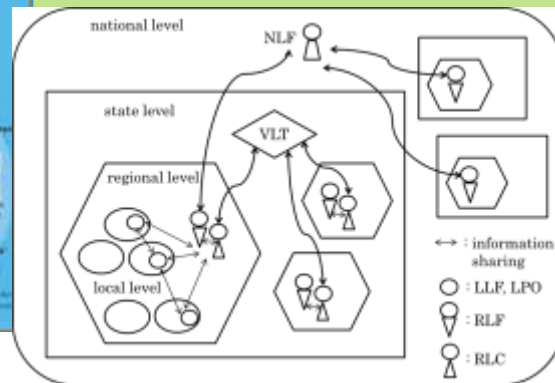 national level
NLF
state level
VLT
regional level
local level
: information
sharing
: LLF, LPO
: RLF
: RLC